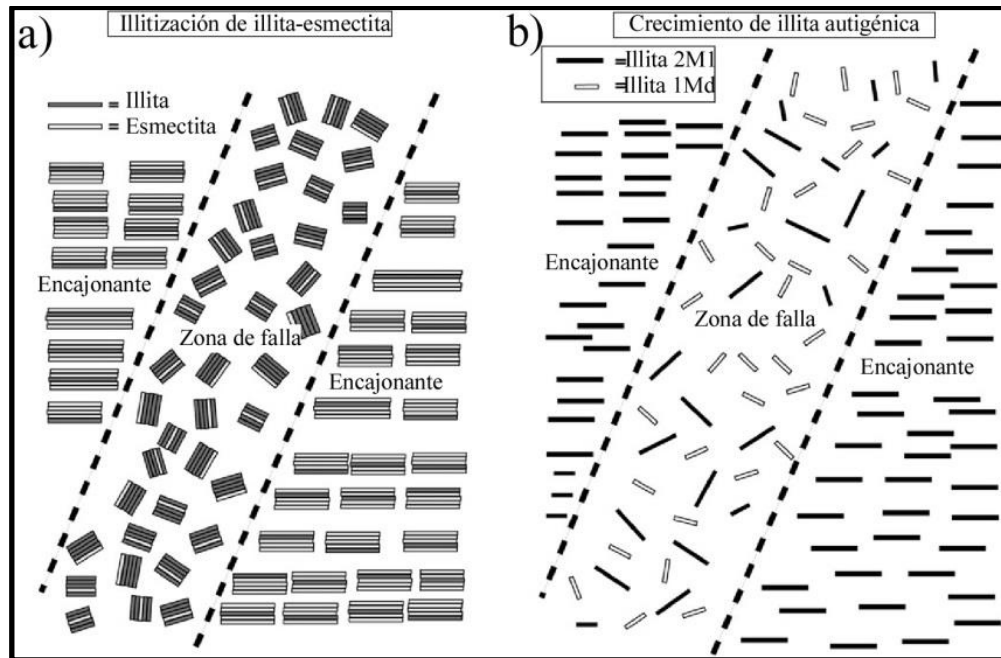 a)
Illitización de illita-esmectita
= Illita
= Esmectita
Encajonante
Zona de falla
Encajonante
b)
Crecimiento de illita autigénica
=Illita 2M1
=Illita 1Md
Encajonante
Zona de falla
Encajonante